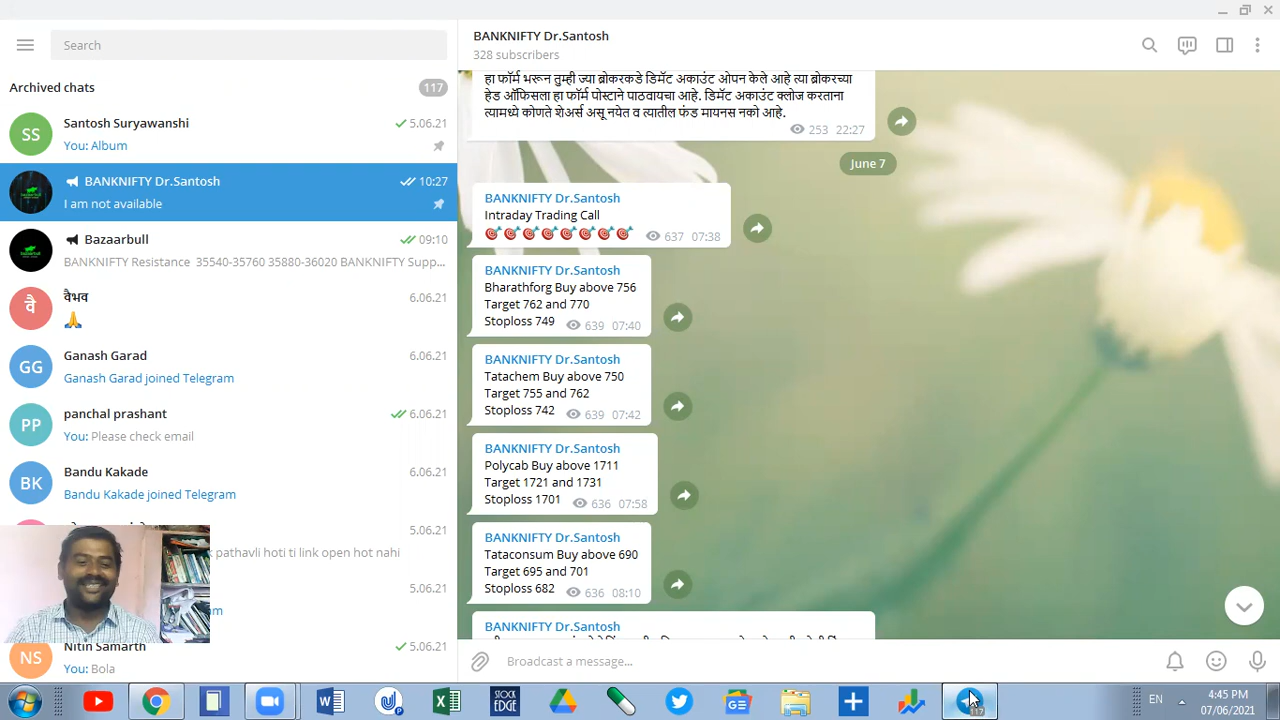 Search
Archived chats
117
SS
Santosh Suryawanshi
5.06.21
You: Album
BANKNIFTY Dr.Santosh
10:27
I am not available
Bazaarbull
09:10
BANKNIFTY Resistance 35540-35760 35880-36020 BANKNIFTY Supp...
वै
वैभव
6.06.21
GG
Ganash Garad
6.06.21
Ganash Garad joined Telegram
PP
panchal prashant
6.06.21
You: Please check email
BK
Bandu Kakade
6.06.21
Bandu Kakade joined Telegram
5.06.21
pathavli hoti ti link open hot nahi
5.06.21
NS
Nitin Samarth
5.06.21
You: Bola
BANKNIFTY Dr.Santosh
328 subscribers
हा फॉर्म भरून तुम्ही ज्या ब्रोकरकडे डिमॅट अकाउंट ओपन केले आहे त्या ब्रोकरच्या
हेड ऑफिसला हा फॉर्म पोस्टाने पाठवायचा आहे. डिमॅट अकाउंट क्लोज करताना
त्यामध्ये कोणते शेअर्स असू नयेत व त्यातील फंड मायनस नको आहे.
253 22:27
June 7
BANKNIFTY Dr.Santosh
Intraday Trading Call
637 07:38
BANKNIFTY Dr.Santosh
Bharathforg Buy above 756
Target 762 and 770
Stoploss 749
639 07:40
BANKNIFTY Dr.Santosh
Tatachem Buy above 750
Target 755 and 762
Stoploss 742
639 07:42
BANKNIFTY Dr.Santosh
Polycab Buy above 1711
Target 1721 and 1731
Stoploss 1701
636 07:58
BANKNIFTY Dr.Santosh
Tataconsum Buy above 690
Target 695 and 701
Stoploss 682
636 08:10
BANKNIFTY Dr.Santosh
Broadcast a message...
STOCK
EDGE
117
EN
4:45 PM
07/06/2021